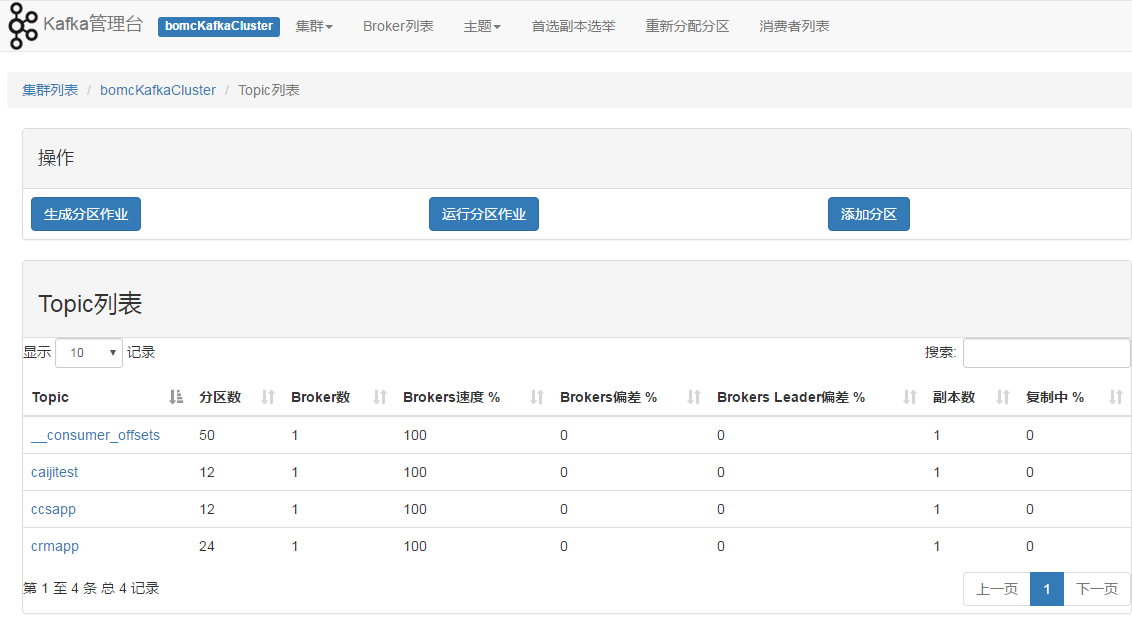 Kafka管理台 bomcKafkaCluster 集群 Broker列表 主题 首选副本选举 重新分配分区 消费者列表
集群列表 / bomcKafkaCluster / Topic列表
操作
生成分区作业 运行分区作业 添加分区
Topic列表
显示 10 记录 搜索:
Topic 分区数 Broker数 Brokers速度 % Brokers偏差 % Brokers Leader偏差 % 副本数 复制中 %
__consumer_offsets 50 1 100 0 0 1 0
caijitest 12 1 100 0 0 1 0
ccsapp 12 1 100 0 0 1 0
crmapp 24 1 100 0 0 1 0
第 1 至 4 条 总 4 记录 上一页 1 下一页